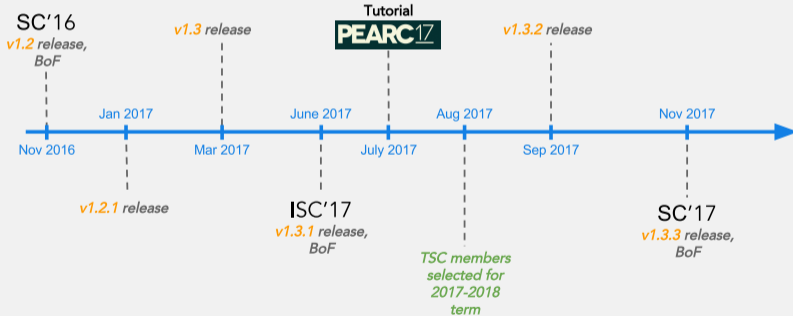 SC'16
v1.2 release,
BoF
v1.3 release
Tutorial
PEARC17
v1.3.2 release
Jan 2017
June 2017
Aug 2017
Nov 2017
Nov 2016
Mar 2017
July 2017
Sep 2017
v1.2.1 release
ISC'17
v1.3.1 release,
BoF
TSC members
selected for
2017-2018
term
SC'17
v1.3.3 release,
BoF